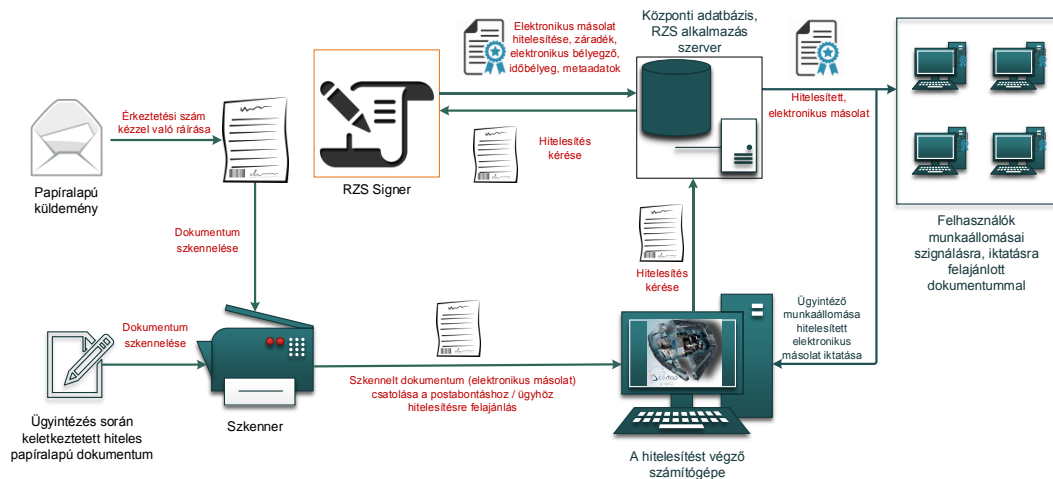 Elektronikus másolat
hitelesítése, záradék,
elektronikus bélyegző,
időbélyeg, metaadatok
Központi adatbázis,
RZS alkalmazás
szerver
Érkeztetési szám
kézzel való ráírása
Hitelesítés
kérése
Hitelesített,
elektronikus másolat
Papíralapú
küldemény
RZS Signer
Felhasználók
munkaállomásai
szignálásra, iktatásra
felajánlott
dokumentummal
Dokumentum
szkennelése
Hitelesítés
kérése
Ügyintéző
munkaállomása
hitelesített
elektronikus
másolat iktatása
Dokumentum
szkennelése
Szkennelt dokumentum (elektronikus másolat)
csatolása a postabontáshoz / ügyhöz
hitelesítésre felajánlás
Ügyintézés során
keletkeztetett hiteles
papíralapú dokumentum
Szkenner
A hitelesítést végző
számítógépe